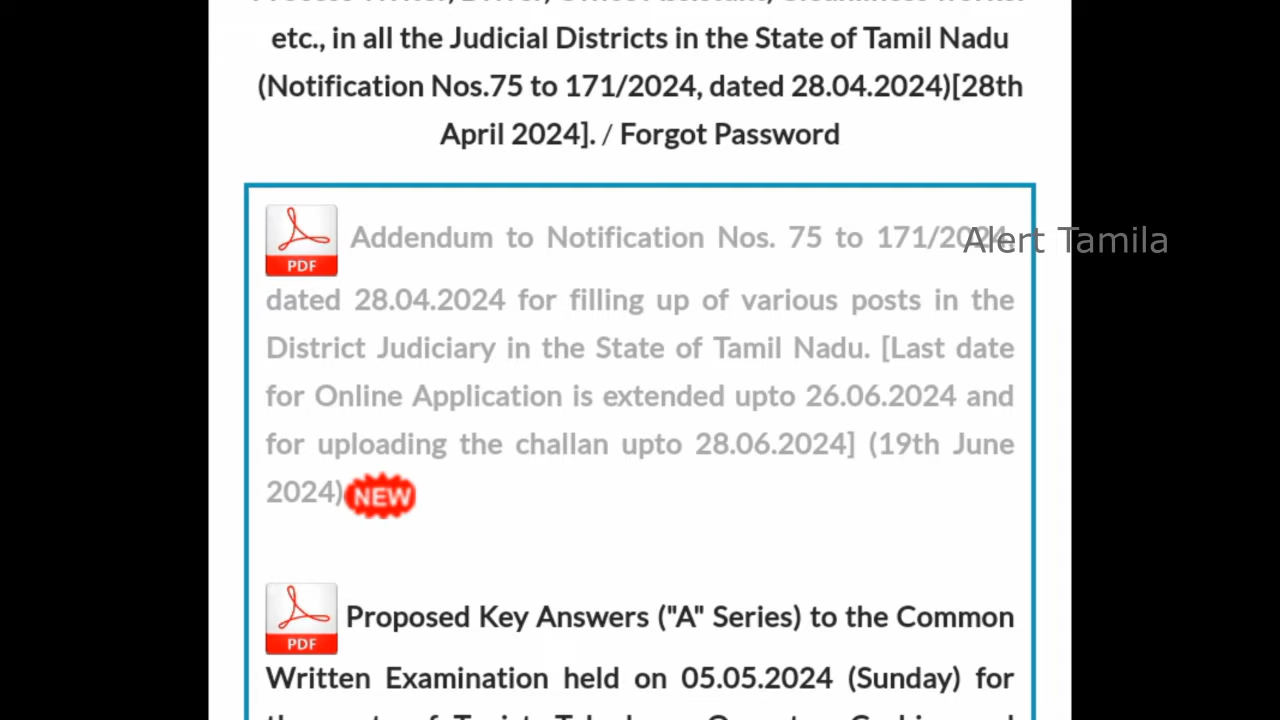 etc., in all the Judicial Districts in the State of Tamil Nadu
(Notification Nos.75 to 171/2024, dated 28.04.2024)[28th
April 2024]. / Forgot Password
PDF
Addendum to Notification Nos. 75 to 171/2024,
Alert Tamila
dated 28.04.2024 for filling up of various posts in the
District Judiciary in the State of Tamil Nadu. [Last date
for Online Application is extended upto 26.06.2024 and
for uploading the challan upto 28.06.2024] (19th June
2024) NEW
PDF
Proposed Key Answers ("A" Series) to the Common
Written Examination held on 05.05.2024 (Sunday) for